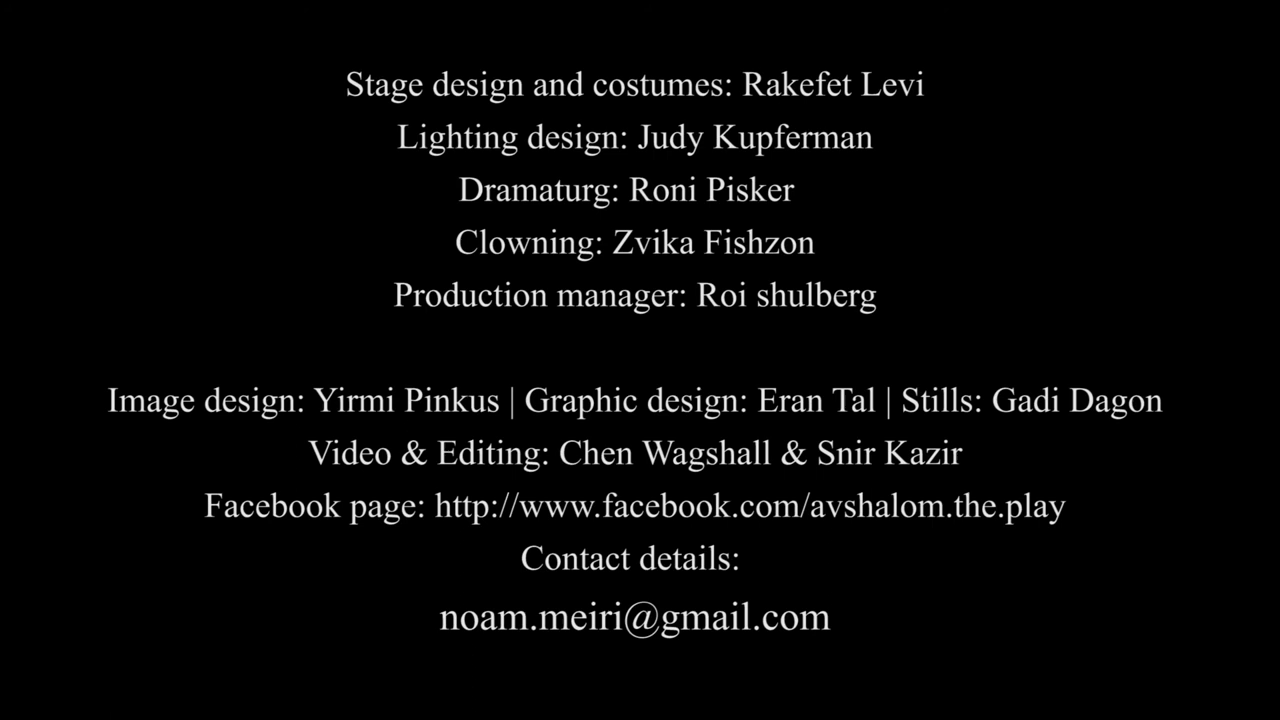 Stage design and costumes: Rakefet Levi
Lighting design: Judy Kupferman
Dramaturg: Roni Pisker
Clowning: Zvika Fishzon
Production manager: Roi shulberg
Image design: Yirmi Pinkus | Graphic design: Eran Tal | Stills: Gadi Dagon
Video & Editing: Chen Wagshall & Snir Kazir
Facebook page: http://www.facebook.com/avshalom.the.play
Contact details:
noam.meiri@gmail.com